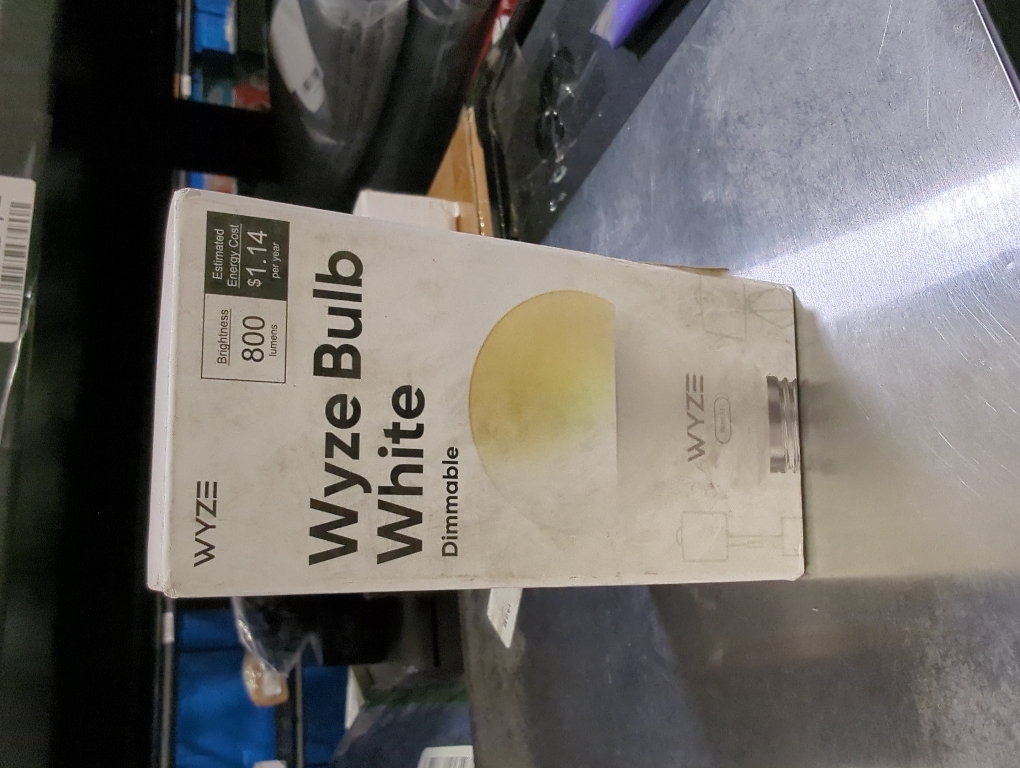 WYZE
Brightness
800
lumens
Estimated
Energy Cost
$1.14
per year
Wyze Bulb
White
Dimmable
WYZE